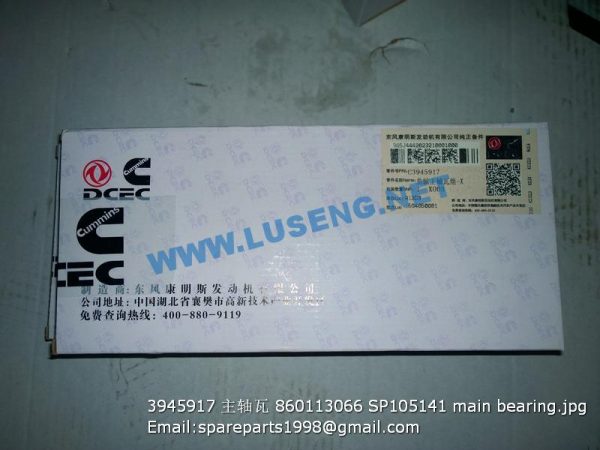 东风康明斯发动机有限公司纯正备件
C3945917
Cummins
DCEC
Cummins
TEC
WWW.LUSENG.NET
制造商:东风康明斯发动机有限公司
公司地址:中国湖北省襄樊市高新技术
免费查询热线:400-880-9119
3945917 主轴瓦 860113066 SP105141 main bearing.jpg
Email:spareparts1998@gmail.com